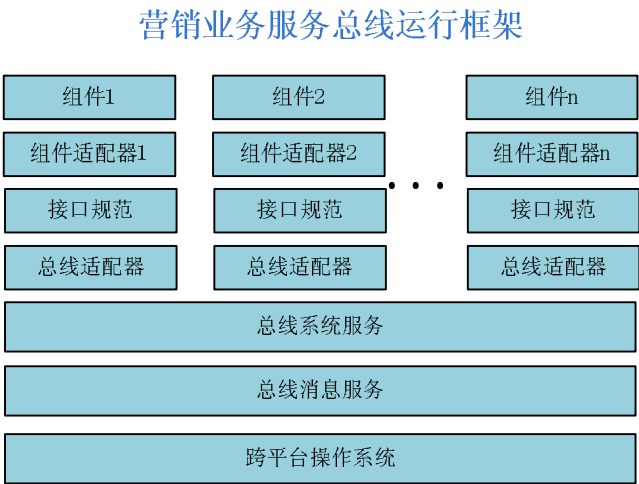 营销业务服务总线运行框架
组件1 组件2 组件n
组件适配器1 组件适配器2 组件适配器n
...
接口规范 接口规范 接口规范
总线适配器 总线适配器 总线适配器
总线系统服务
总线消息服务
跨平台操作系统